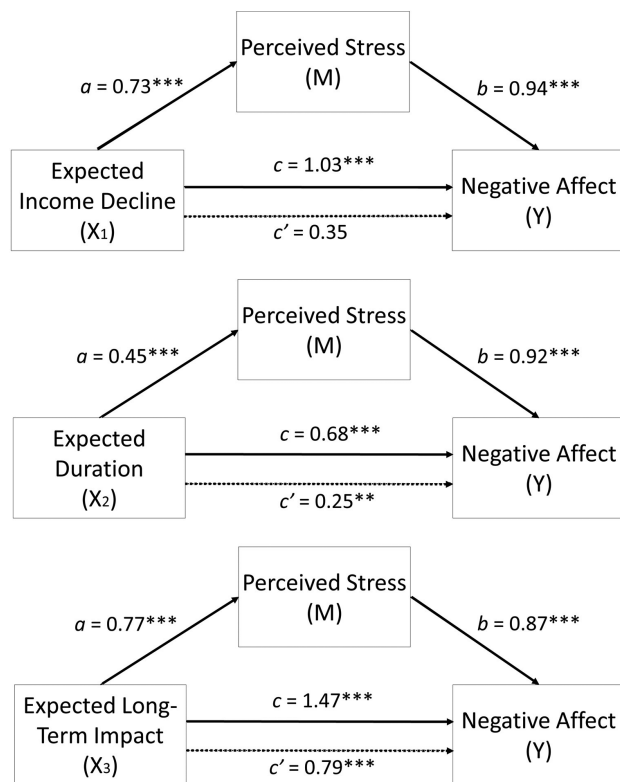 Perceived Stress
(M)
a = 0.73***
b = 0.94***
Expected
Income Decline
(X1)
c = 1.03***
c’ = 0.35
Negative Affect
(Y)
Perceived Stress
(M)
a = 0.45***
b = 0.92***
Expected
Duration
(X2)
c = 0.68***
c’ = 0.25**
Negative Affect
(Y)
Perceived Stress
(M)
a = 0.77***
b = 0.87***
Expected Long-
Term Impact
(X3)
c = 1.47***
c’ = 0.79***
Negative Affect
(Y)